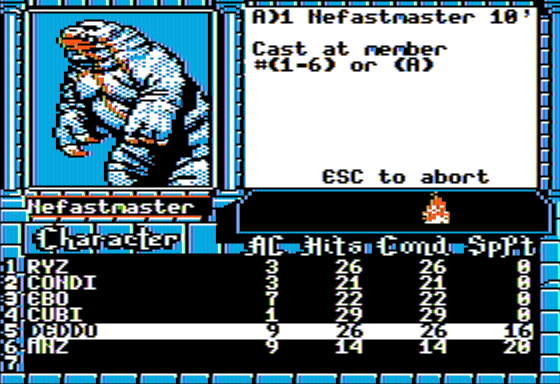 A)1 Nefastmaster 10'
Cast at member
#(1-6) or (A)
ESC to abort
Nefastmaster
Character AC Hits Cond SpPt
1 RYZ 3 26 26 0
2 CONDI 3 21 21 0
3 EBO 7 22 22 0
4 CUBI 1 29 29 0
5 DEDDO 9 26 26 16
6 ANZ 9 14 14 20
7